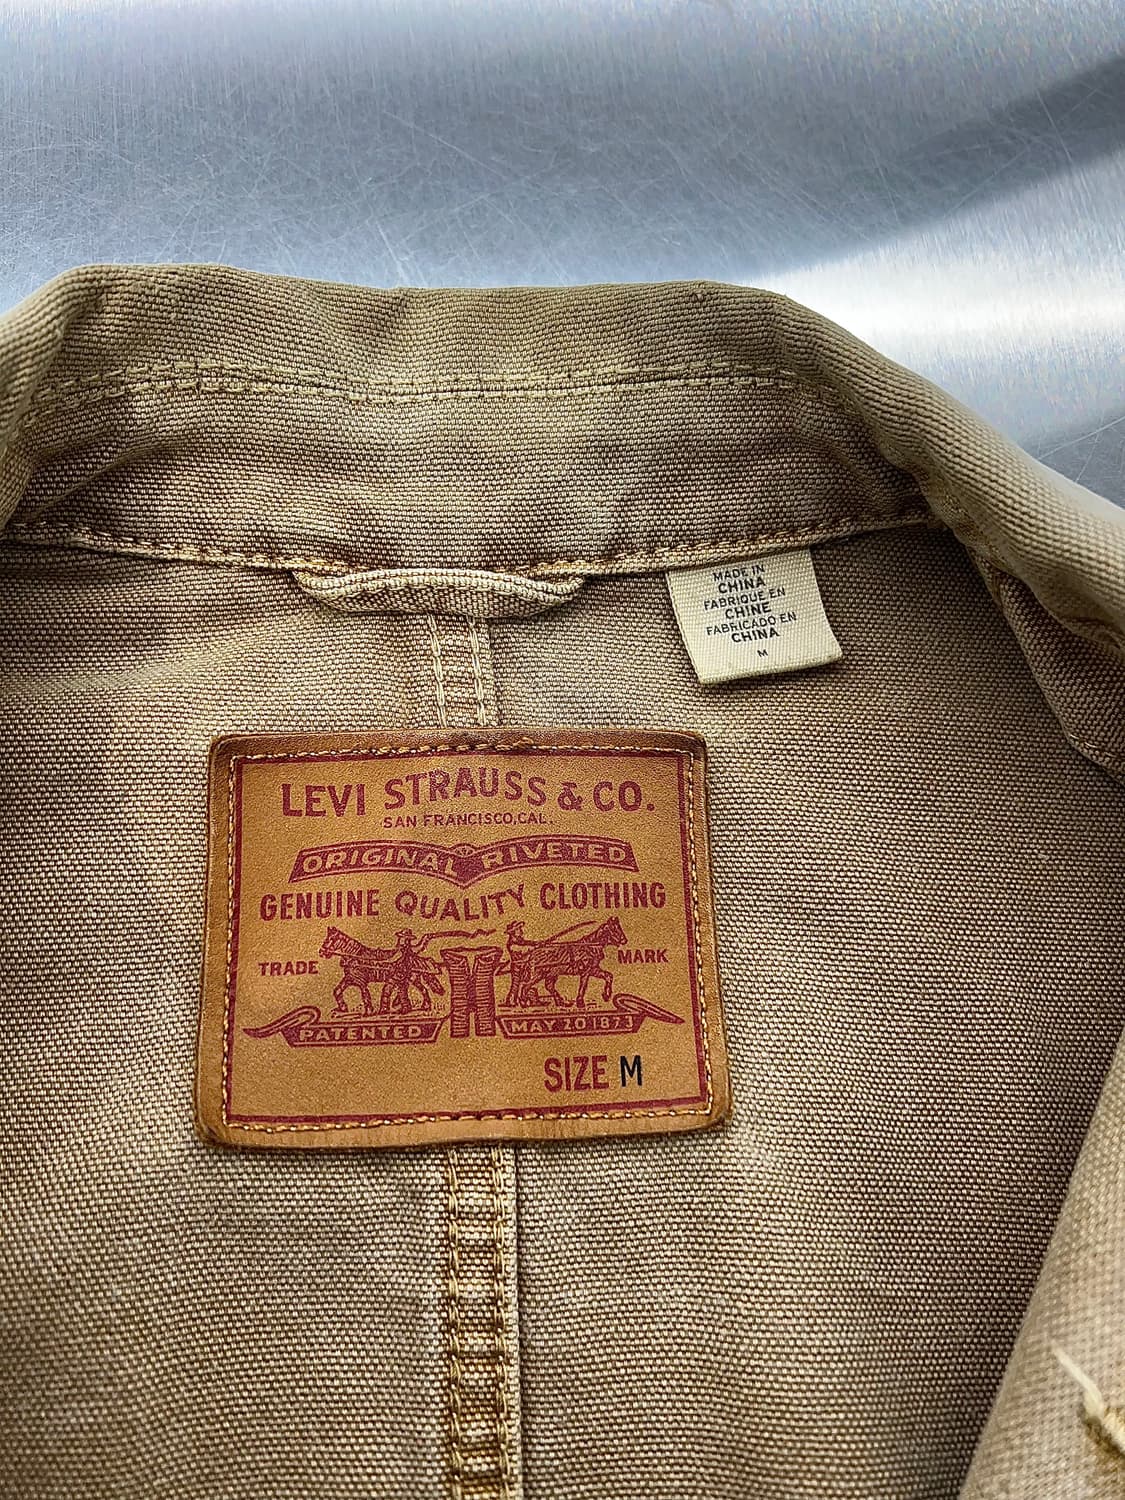 MADE IN
CHINA
FABRIQUE EN
CHINE
FABRICADO EN
CHINA
M
LEVI STRAUSS & CO.
SAN FRANCISCO, CAL.
ORIGINAL RIVETED
GENUINE QUALITY CLOTHING
TRADE MARK
PATENTED MAY 20 1873
SIZE M